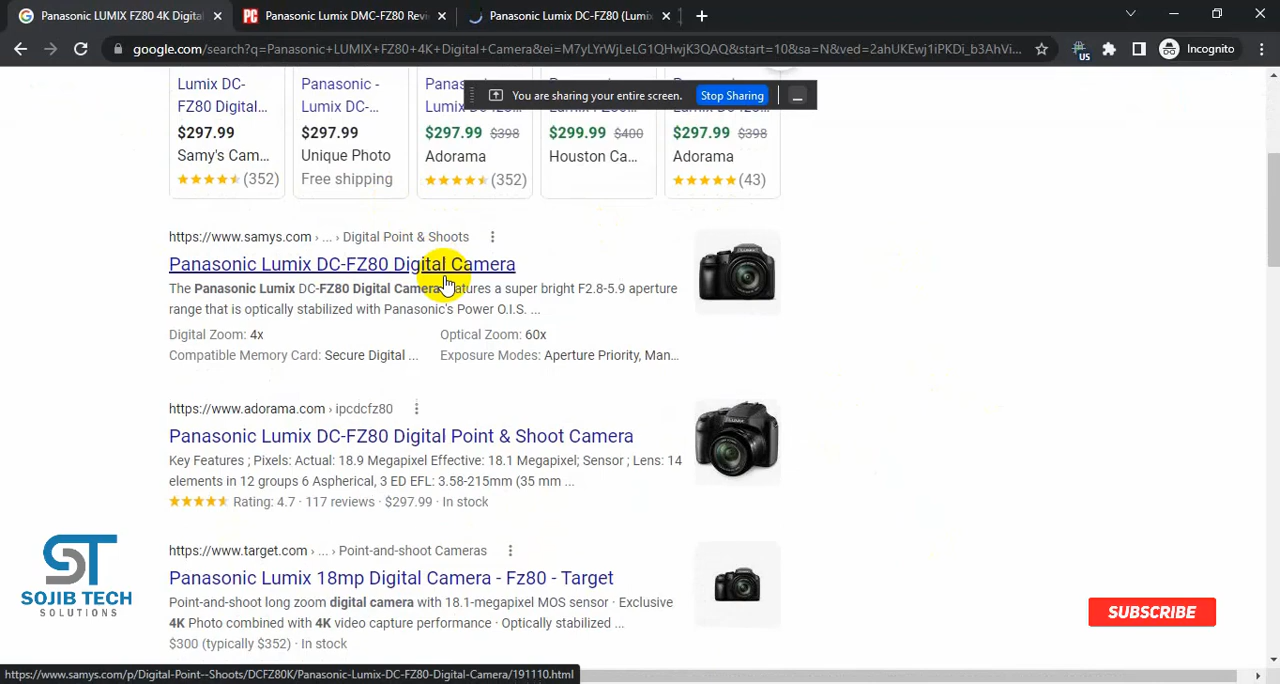 Panasonic LUMIX FZ80 4K Digital
Panasonic Lumix DMC-FZ80 Revi
Panasonic Lumix DC-FZ80 (Lumix
google.com/search?q=Panasonic+LUMIX+FZ80+4K+Digital+Camera&ei=M7yLYrWjLeLG1QHwjK3QAQ&start=10&sa=N&ved=2ahUKEwj1iPKDi_b3AhVi...
US
Incognito
You are sharing your entire screen. Stop Sharing
Lumix DC- Panasonic - Panas
FZ80 Digital... Lumix DC-... Lumix
$297.99 $297.99 $297.99 $398 $299.99 $400 $297.99 $398
Samy's Cam... Unique Photo Adorama Houston Ca... Adorama
(352) Free shipping (352) (43)
https://www.samys.com › ... › Digital Point & Shoots
Panasonic Lumix DC-FZ80 Digital Camera
The Panasonic Lumix DC-FZ80 Digital Camera features a super bright F2.8-5.9 aperture
range that is optically stabilized with Panasonic's Power O.I.S. ...
Digital Zoom: 4x Optical Zoom: 60x
Compatible Memory Card: Secure Digital ... Exposure Modes: Aperture Priority, Man...
https://www.adorama.com › ipcdcfz80
Panasonic Lumix DC-FZ80 Digital Point & Shoot Camera
Key Features ; Pixels: Actual: 18.9 Megapixel Effective: 18.1 Megapixel; Sensor ; Lens: 14
elements in 12 groups 6 Aspherical, 3 ED EFL: 3.58-215mm (35 mm ...
Rating: 4.7 · 117 reviews · $297.99 · In stock
https://www.target.com › ... › Point-and-shoot Cameras
Panasonic Lumix 18mp Digital Camera - Fz80 - Target
Point-and-shoot long zoom digital camera with 18.1-megapixel MOS sensor · Exclusive
4K Photo combined with 4K video capture performance · Optically stabilized ...
$300 (typically $352) · In stock
ST
SOJIB TECH
SOLUTIONS
SUBSCRIBE
https://www.samys.com/p/Digital-Point--Shoots/DCFZ80K/Panasonic-Lumix-DC-FZ80-Digital-Camera/191110.html